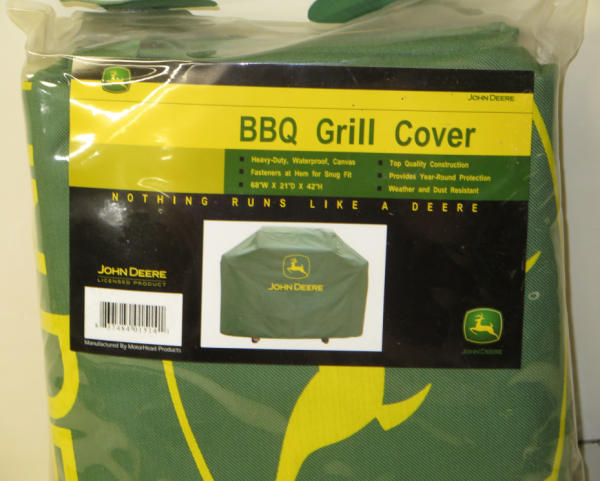 JOHN DEERE
BBQ Grill Cover
Heavy-Duty, Waterproof, Canvas
Fasteners at Hem for Snug Fit
68"W X 21"D X 42"H
Top Quality Construction
Provides Year-Round Protection
Weather and Dust Resistant
NOTHING RUNS LIKE A DEERE
JOHN DEERE
LICENSED PRODUCT
JOHN DEERE
Manufactured By MotorHead Products
JOHN DEERE